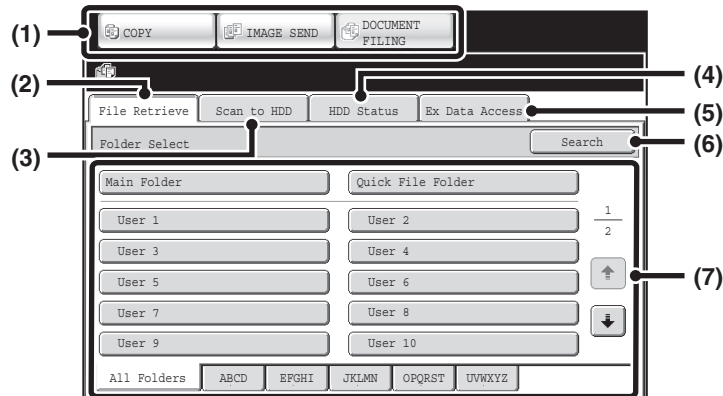 (1) COPY IMAGE SEND DOCUMENT
FILING
(2) (4)
File Retrieve Scan to HDD HDD Status Ex Data Access (5)
Folder Select Search (6)
(3)
Main Folder Quick File Folder
User 1 User 2 1
2
User 3 User 4
User 5 User 6 (7)
User 7 User 8
User 9 User 10
All Folders ABCD EFGHI JKLMN OPQRST UVWXYZ